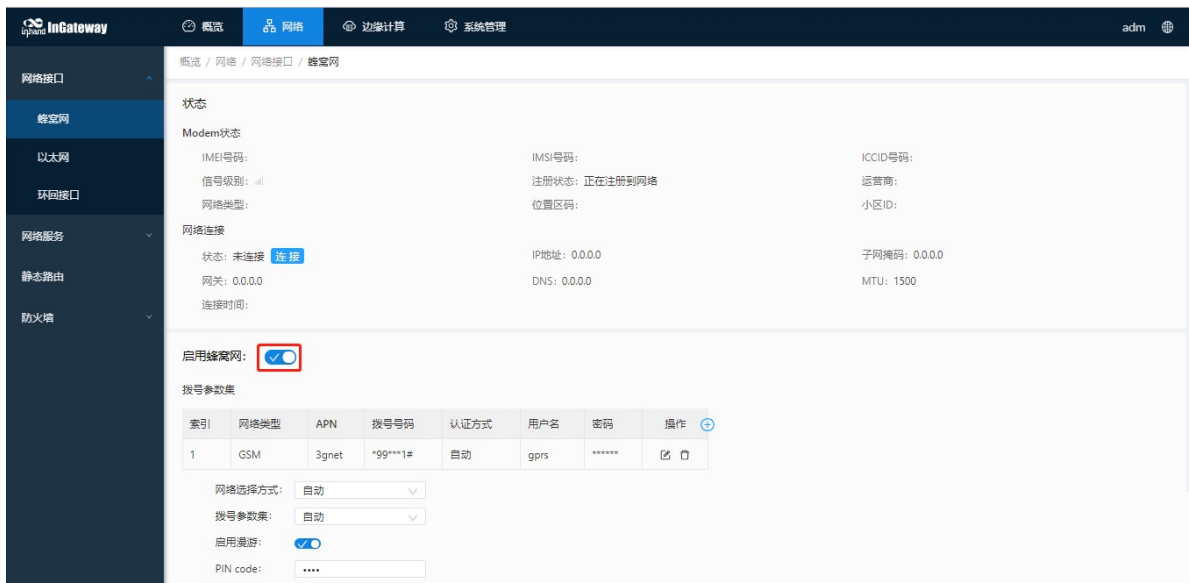 inhand InGateway 概览 网络 边缘计算 系统管理 adm
网络接口
蜂窝网
以太网
环回接口
网络服务
静态路由
防火墙
概览 / 网络 / 网络接口 / 蜂窝网
状态
Modem状态
IMEI号码: IMSI号码: ICCID号码:
信号级别: 注册状态: 正在注册到网络 运营商:
网络类型: 位置区码: 小区ID:
网络连接
状态: 未连接 连接 IP地址: 0.0.0.0 子网掩码: 0.0.0.0
网关: 0.0.0.0 DNS: 0.0.0.0 MTU: 1500
连接时间:
启用蜂窝网:
拨号参数集
索引 网络类型 APN 拨号号码 认证方式 用户名 密码 操作
1 GSM 3gnet *99***1# 自动 gprs ******
网络选择方式: 自动
拨号参数集: 自动
启用漫游:
PIN code: ••••